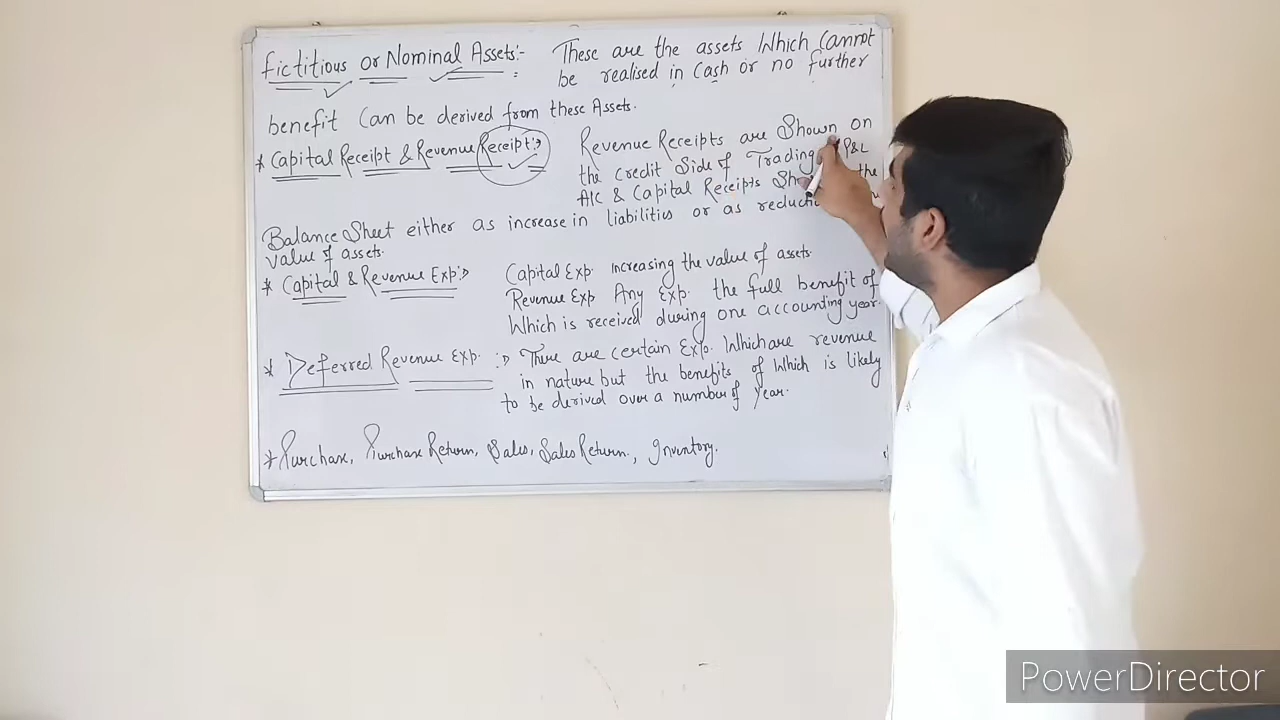 Fictitious or Nominal Assets:- These are the assets Which Cannot
be realised in Cash or no further
benefit Can be derived from these Assets.
* Capital Receipt & Revenue Receipt:- Revenue Receipts are Shown on
the credit Side of Trading P&L
A/C & Capital Receipts the
Balance Sheet either as increase in liabilities or as
value of assets.
* Capital & Revenue Exp:- Capital Exp. Increasing the value of assets.
Revenue Exp Any Exp. the full benefit of
Which is received during one accounting year.
* Deferred Revenue Exp. :- There are certain Exp. Which are revenue
in nature but the benefits of Which is likely
to be derived over a number of year.
* Purchase, Purchase Return, Sales, Sales Return, Inventory.
PowerDirector